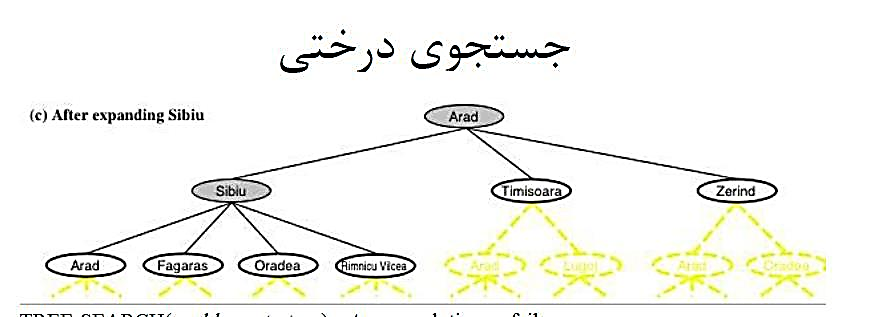 جستجوی درختی
(c) After expanding Sibiu
Arad
Sibiu Timisoara Zerind
Arad Fagaras Oradea Rimnicu Vilcea Arad Lugoj Arad Oradea